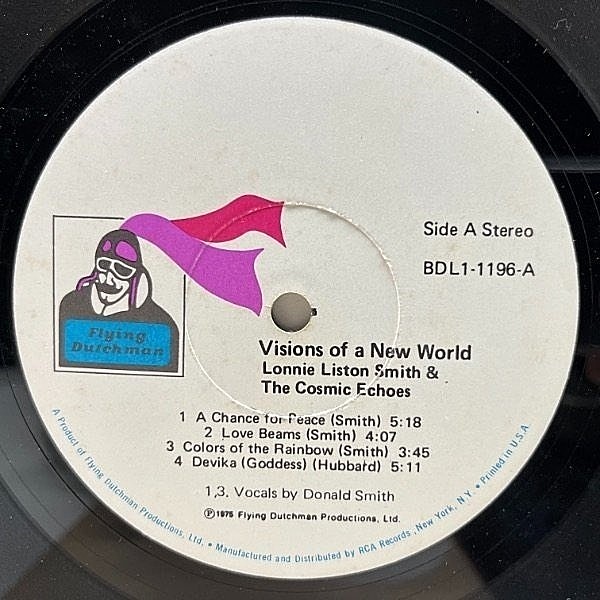 Side A Stereo
BDL1-1196-A
Flying
Dutchman
Visions of a New World
Lonnie Liston Smith &
The Cosmic Echoes
1 A Chance for Peace (Smith) 5:18
2 Love Beams (Smith) 4:07
3 Colors of the Rainbow (Smith) 3:45
4 Devika (Goddess) (Hubbard) 5:11
1,3. Vocals by Donald Smith
Ⓟ 1975 Flying Dutchman Productions, Ltd.
A Product of Flying Dutchman Productions, Ltd. • Manufactured and Distributed by RCA Records, New York, N.Y. • Printed in U.S.A.